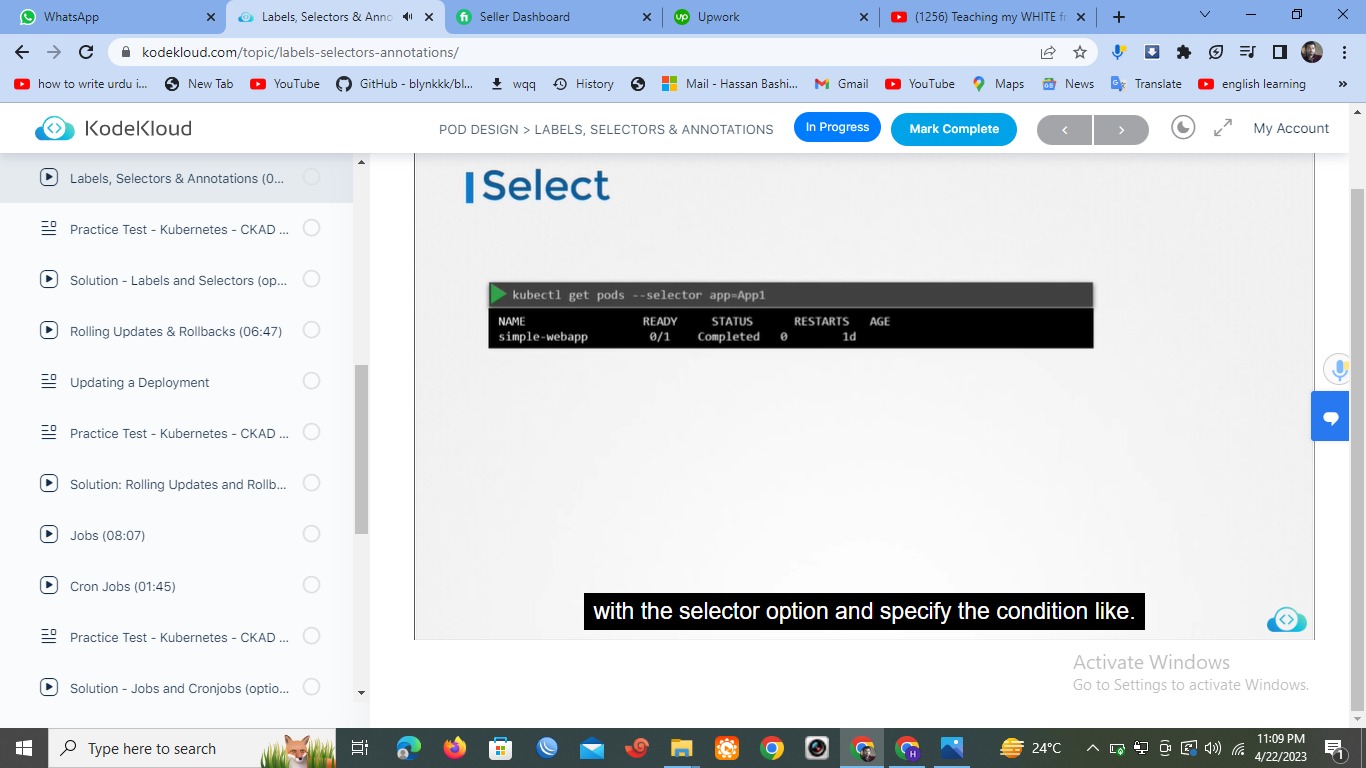 WhatsApp
Labels, Selectors & Anno
Seller Dashboard
Upwork
(1256) Teaching my WHITE fr
kodekloud.com/topic/labels-selectors-annotations/
how to write urdu i...
New Tab
YouTube
GitHub - blynkkk/bl...
wqq
History
Mail - Hassan Bashi...
Gmail
YouTube
Maps
News
Translate
english learning
»
KodeKloud
POD DESIGN > LABELS, SELECTORS & ANNOTATIONS
In Progress
Mark Complete
My Account
Labels, Selectors & Annotations (0...
Practice Test - Kubernetes - CKAD ...
Solution - Labels and Selectors (op...
Rolling Updates & Rollbacks (06:47)
Updating a Deployment
Practice Test - Kubernetes - CKAD ...
Solution: Rolling Updates and Rollb...
Jobs (08:07)
Cron Jobs (01:45)
Practice Test - Kubernetes - CKAD ...
Solution - Jobs and Cronjobs (optio...
Select
kubectl get pods --selector app=App1
NAME READY STATUS RESTARTS AGE
simple-webapp 0/1 Completed 0 1d
with the selector option and specify the condition like.
Activate Windows
Go to Settings to activate Windows.
Type here to search
24°C
11:09 PM
4/22/2023
1